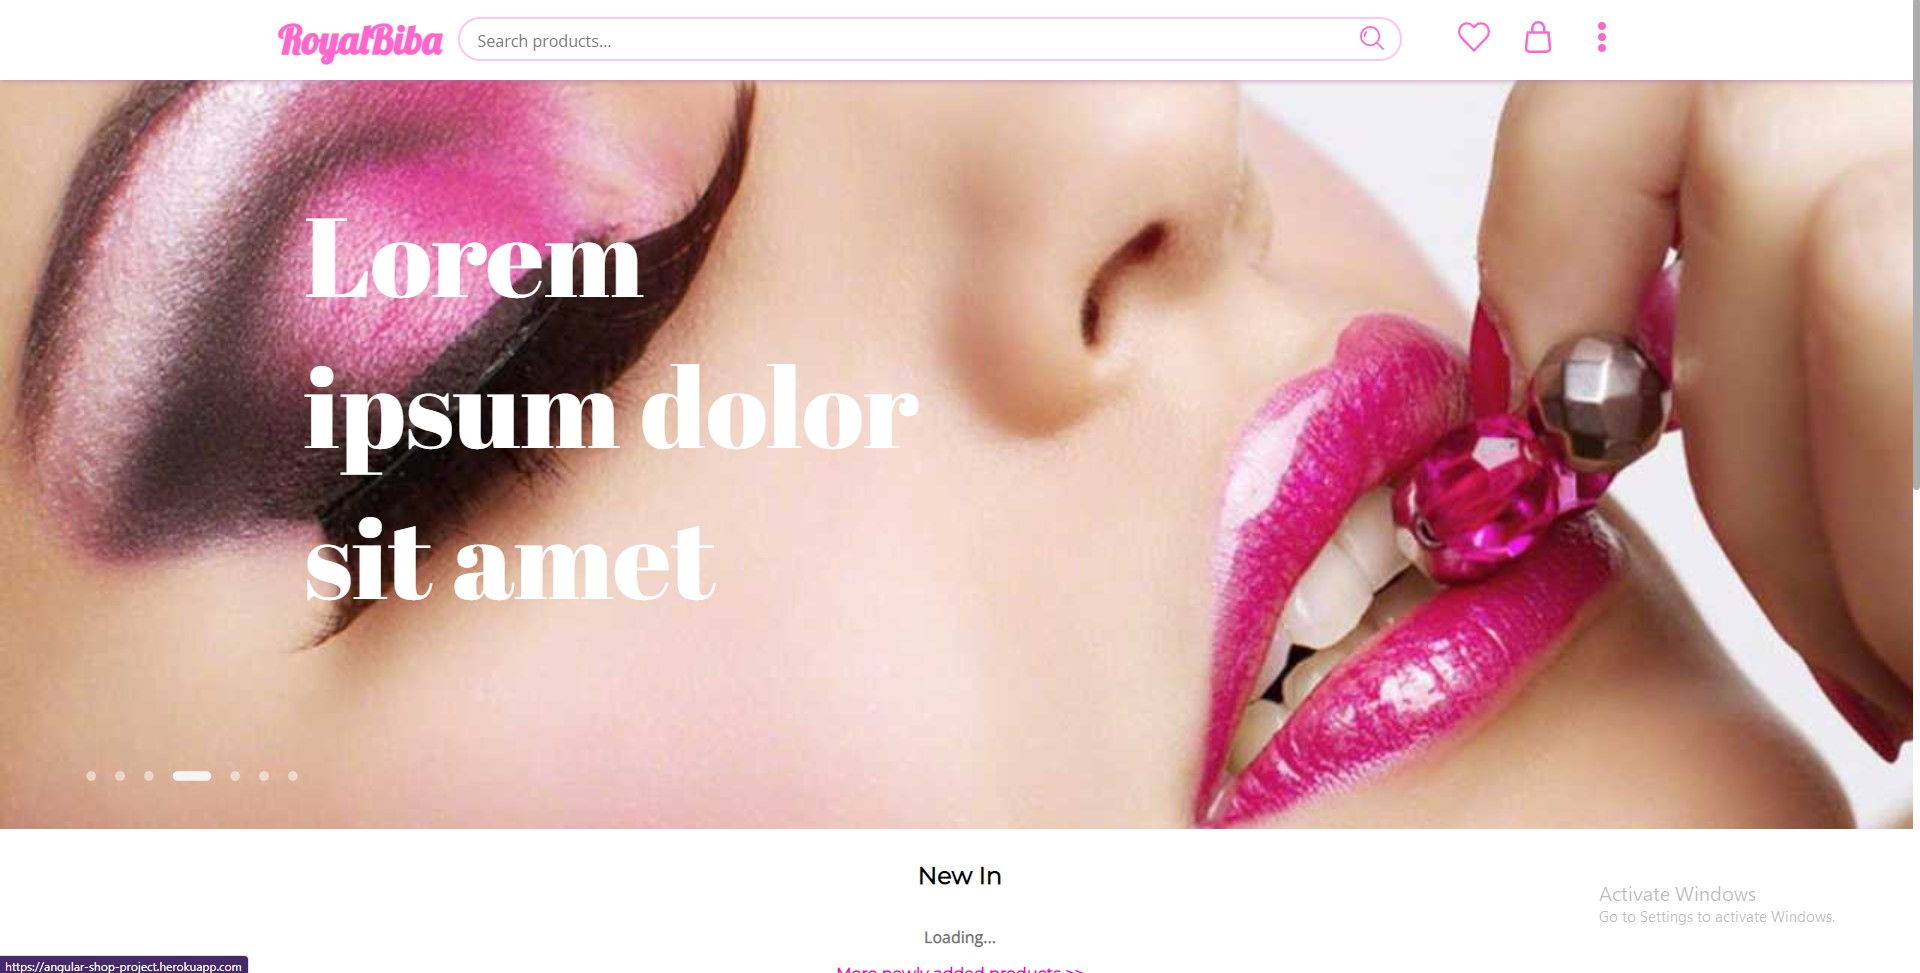 RoyalBiba
Search products...
Lorem
ipsum dolor
sit amet
New In
Loading...
More newly added products >>
Activate Windows
Go to Settings to activate Windows.
https://angular-shop-project.herokuapp.com